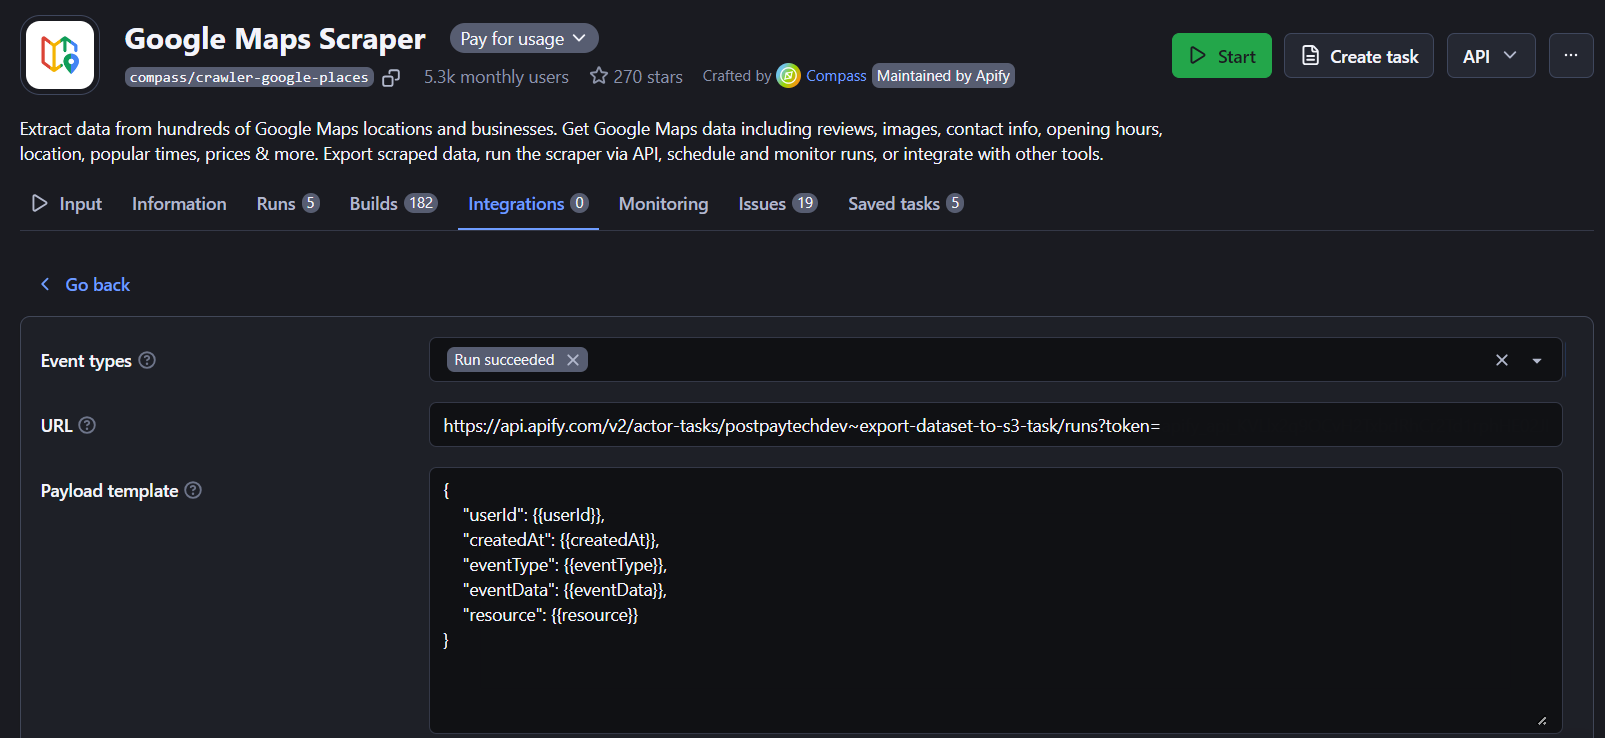 Google Maps Scraper Pay for usage
compass/crawler-google-places 5.3k monthly users 270 stars Crafted by Compass Maintained by Apify
Start Create task API ...
Extract data from hundreds of Google Maps locations and businesses. Get Google Maps data including reviews, images, contact info, opening hours,
location, popular times, prices & more. Export scraped data, run the scraper via API, schedule and monitor runs, or integrate with other tools.
Input Information Runs 5 Builds 182 Integrations 0 Monitoring Issues 19 Saved tasks 5
Go back
Event types ? Run succeeded
URL ? https://api.apify.com/v2/actor-tasks/postpaytechdev~export-dataset-to-s3-task/runs?token=
Payload template ? {
"userId": {{userId}},
"createdAt": {{createdAt}},
"eventType": {{eventType}},
"eventData": {{eventData}},
"resource": {{resource}}
}